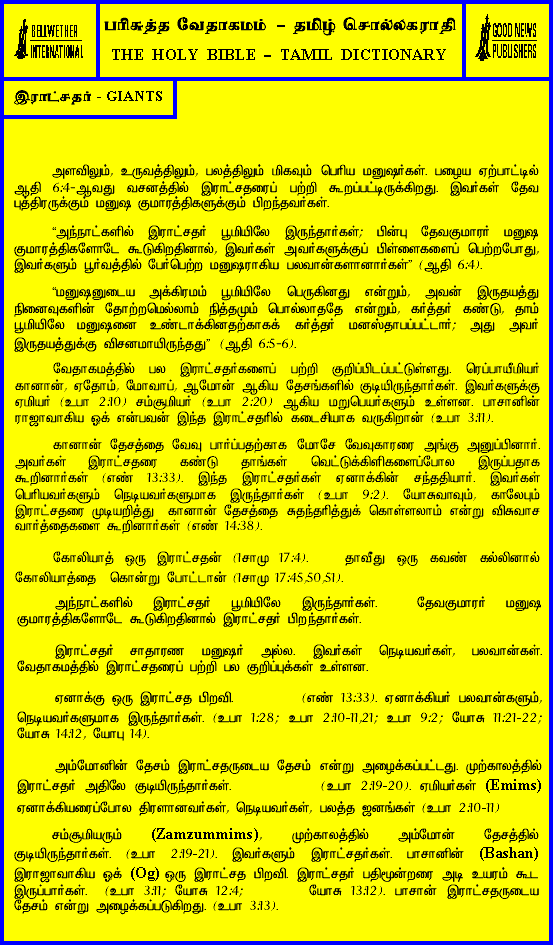 BELLWETHER
INTERNATIONAL
பரிசுத்த வேதாகமம் – தமிழ் சொல்லகராதி
THE HOLY BIBLE – TAMIL DICTIONARY
GOOD NEWS
PUBLISHERS
இராட்சதர் - GIANTS
அளவிலும், உருவத்திலும், பலத்திலும் மிகவும் பெரிய மனுஷர்கள். பழைய ஏற்பாட்டில்
ஆதி 6:4-ஆவது வசனத்தில் இராட்சதரைப் பற்றி கூறப்பட்டிருக்கிறது. இவர்கள் தேவ
புத்திரருக்கும் மனுஷ குமாரத்திகளுக்கும் பிறந்தவர்கள்.
“அந்நாட்களில் இராட்சதர் பூமியிலே இருந்தார்கள்; பின்பு தேவகுமாரர் மனுஷ
குமாரத்திகளோடே கூடுகிறதினால், இவர்கள் அவர்களுக்குப் பிள்ளைகளைப் பெற்றபோது,
இவர்களும் பூர்வத்தில் பேர்பெற்ற மனுஷராகிய பலவான்களானார்கள்” (ஆதி 6:4).
“மனுஷனுடைய அக்கிரமம் பூமியிலே பெருகினது என்றும், அவன் இருதயத்து
நினைவுகளின் தோற்றமெல்லாம் நித்தமும் பொல்லாததே என்றும், கர்த்தர் கண்டு, தாம்
பூமியிலே மனுஷனை உண்டாக்கினதற்காகக் கர்த்தர் மனஸ்தாபப்பட்டார்; அது அவர்
இருதயத்துக்கு விசனமாயிருந்தது” (ஆதி 6:5-6).
வேதாகமத்தில் பல இராட்சதர்களைப் பற்றி குறிப்பிடப்பட்டுள்ளது. ரெப்பாயீமியர்
கானான், ஏதோம், மோவாப், ஆமோன் ஆகிய தேசங்களில் குடியிருந்தார்கள். இவர்களுக்கு
ஏமியர் (உபா 2:10) சம்சூமியர் (உபா 2:20) ஆகிய மறுபெயர்களும் உள்ளன. பாசானின்
ராஜாவாகிய ஓக் என்பவன் இந்த இராட்சதரில் கடைசியாக வருகிறான் (உபா 3:11).
கானான் தேசத்தை வேவு பார்ப்பதற்காக மோசே வேவுகாரரை அங்கு அனுப்பினார்.
அவர்கள் இராட்சதரை கண்டு தாங்கள் வெட்டுக்கிளிகளைப்போல இருப்பதாக
கூறினார்கள் (எண் 13:33). இந்த இராட்சதர்கள் ஏனாக்கின் சந்ததியார். இவர்கள்
பெரியவர்களும் நெடியவர்களுமாக இருந்தார்கள் (உபா 9:2). யோசுவாவும், காலேபும்
இராட்சதரை முடியறித்து கானான் தேசத்தை சுதந்தரித்துக் கொள்ளலாம் என்று விசுவாச
வார்த்தைகளை கூறினார்கள் (எண் 14:38).
கோலியாத் ஒரு இராட்சதன் (1சாமு 17:4). தாவீது ஒரு கவண் கல்லினால்
கோலியாத்தை கொன்று போட்டான் (1சாமு 17:45,50,51).
அந்நாட்களில் இராட்சதர் பூமியிலே இருந்தார்கள். தேவகுமாரர் மனுஷ
குமாரத்திகளோடே கூடுகிறதினால் இராட்சதர் பிறந்தார்கள்.
இராட்சதர் சாதாரண மனுஷர் அல்ல. இவர்கள் நெடியவர்கள், பலவான்கள்.
வேதாகமத்தில் இராட்சதரைப் பற்றி பல குறிப்புக்கள் உள்ளன.
ஏனாக்கு ஒரு இராட்சத பிறவி. (எண் 13:33). ஏனாக்கியர் பலவான்களும்,
நெடியவர்களுமாக இருந்தார்கள். (உபா 1:28; உபா 2:10-11,21; உபா 9:2; யோசு 11:21-22;
யோசு 14:12, யோபு 14).
அம்மோனின் தேசம் இராட்சதருடைய தேசம் என்று அழைக்கப்பட்டது. முற்காலத்தில்
இராட்சதர் அதிலே குடியிருந்தார்கள். (உபா 2:19-20). ஏமியர்கள் (Emims)
ஏனாக்கியரைப்போல திரளானவர்கள், நெடியவர்கள், பலத்த ஜனங்கள் (உபா 2:10-11)
சம்சூமியரும் (Zamzummims), முற்காலத்தில் அம்மோன் தேசத்தில்
குடியிருந்தார்கள். (உபா 2:19-21). இவர்களும் இராட்சதர்கள். பாசானின் (Bashan)
இராஜாவாகிய ஓக் (Og) ஒரு இராட்சத பிறவி. இராட்சதர் பதிமூன்றரை அடி உயரம் கூட
இருப்பார்கள். (உபா 3:11; யோசு 12:4; யோசு 13:12). பாசான் இராட்சதருடைய
தேசம் என்று அழைக்கப்படுகிறது. (உபா 3:13).